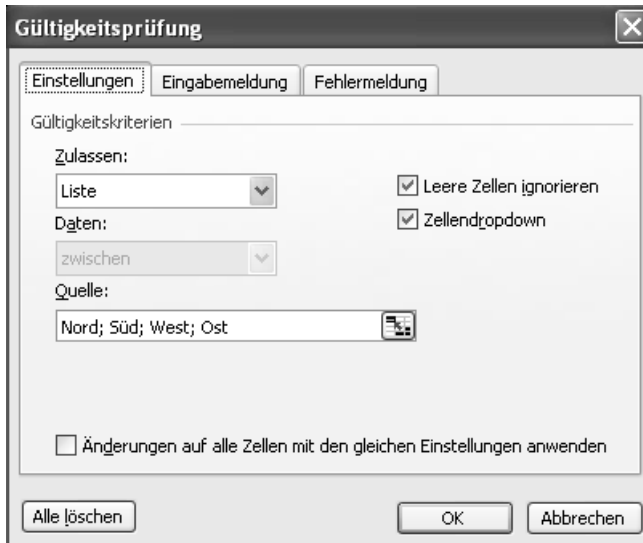 Gültigkeitsprüfung
Einstellungen Eingabemeldung Fehlermeldung
Gültigkeitskriterien
Zulassen:
Liste
Leere Zellen ignorieren
Daten:
Zellendropdown
zwischen
Quelle:
Nord; Süd; West; Ost
Änderungen auf alle Zellen mit den gleichen Einstellungen anwenden
Alle löschen OK Abbrechen